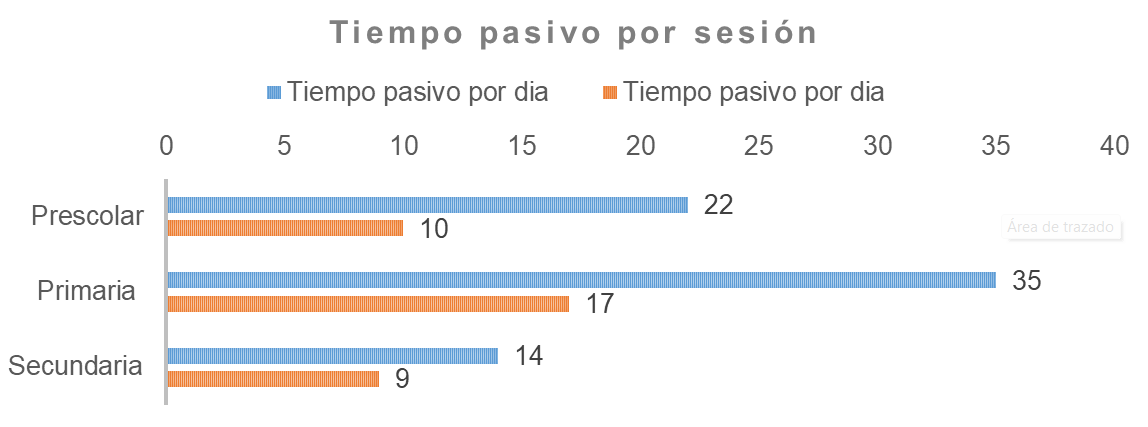 Tiempo pasivo por sesión
Tiempo pasivo por dia Tiempo pasivo por dia
0 5 10 15 20 25 30 35 40
Prescolar 22
10
Área de trazado
Primaria 35
17
Secundaria 14
9